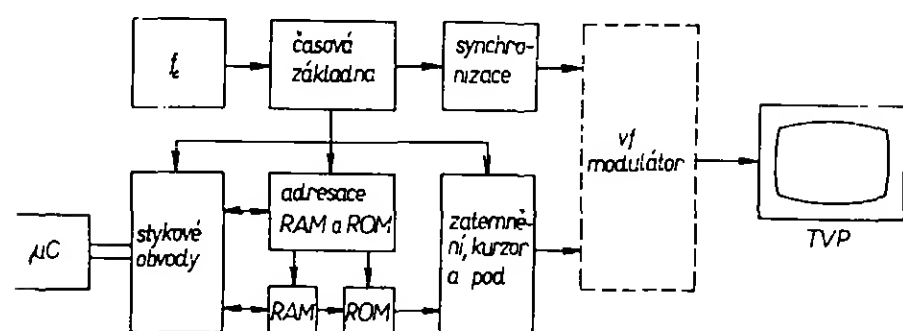 fc
časová
základna
synchro-
nizace
vf
modulátor
TVP
μC
stykové
obvody
adresace
RAM a ROM
RAM
ROM
zatemně-
ní, kurzor
a pod